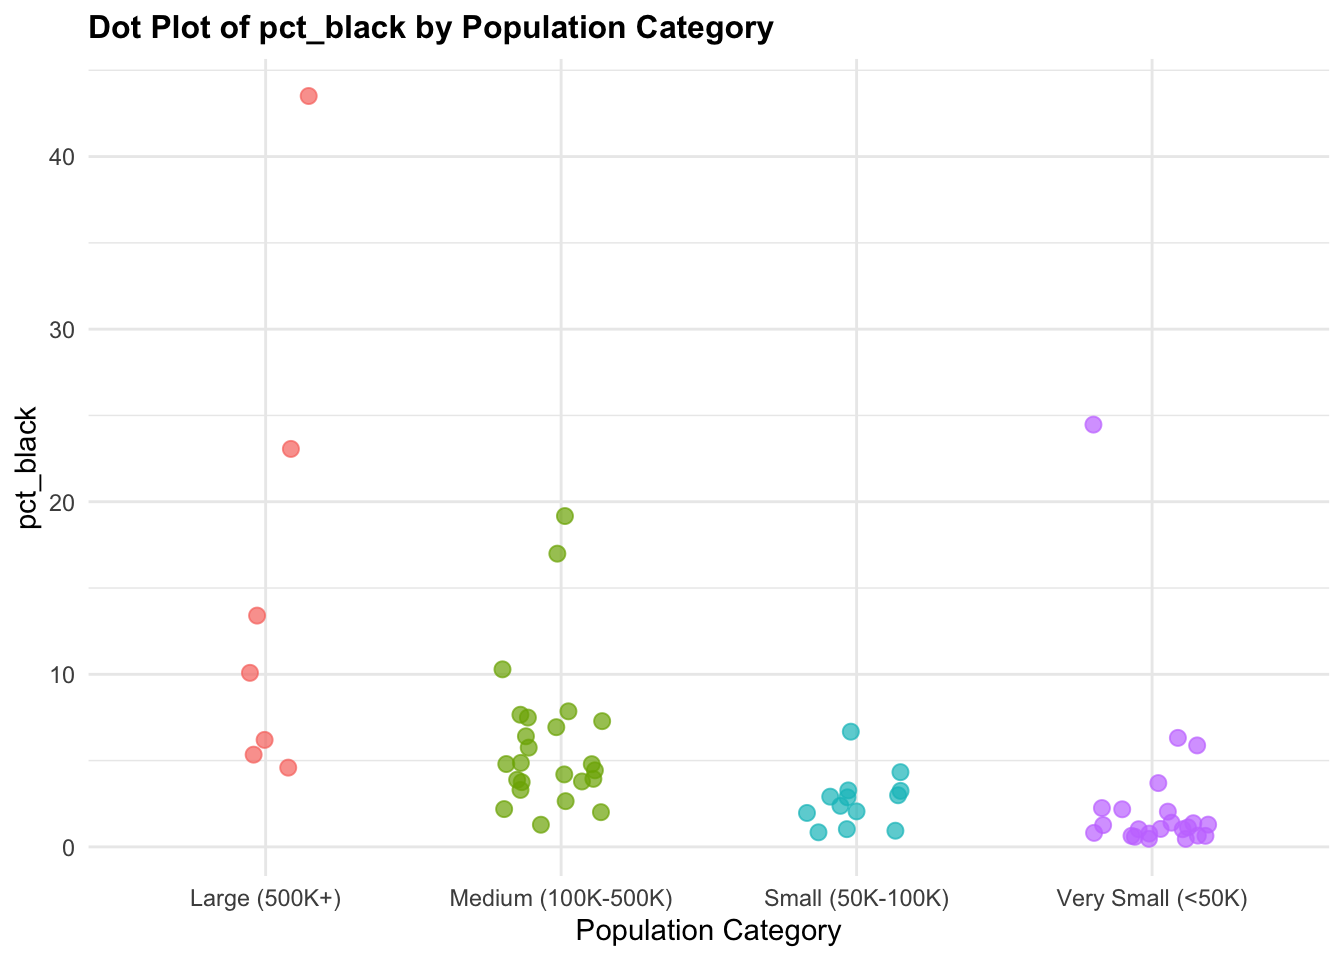 Dot Plot of pct_black by Population Category
pct_black
40
30
20
10
0
Large (500K+)
Medium (100K-500K)
Small (50K-100K)
Very Small (<50K)
Population Category